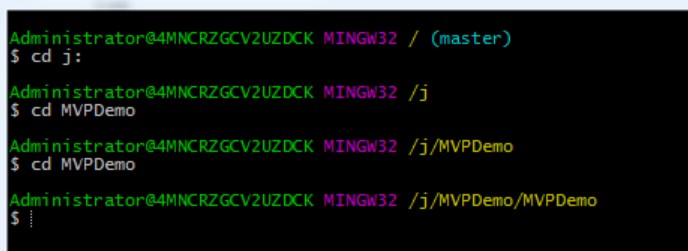 Administrator@4MNCRZGCV2UZDCK MINGW32 / (master)
$ cd j:
Administrator@4MNCRZGCV2UZDCK MINGW32 /j
$ cd MVPDemo
Administrator@4MNCRZGCV2UZDCK MINGW32 /j/MVPDemo
$ cd MVPDemo
Administrator@4MNCRZGCV2UZDCK MINGW32 /j/MVPDemo/MVPDemo
$